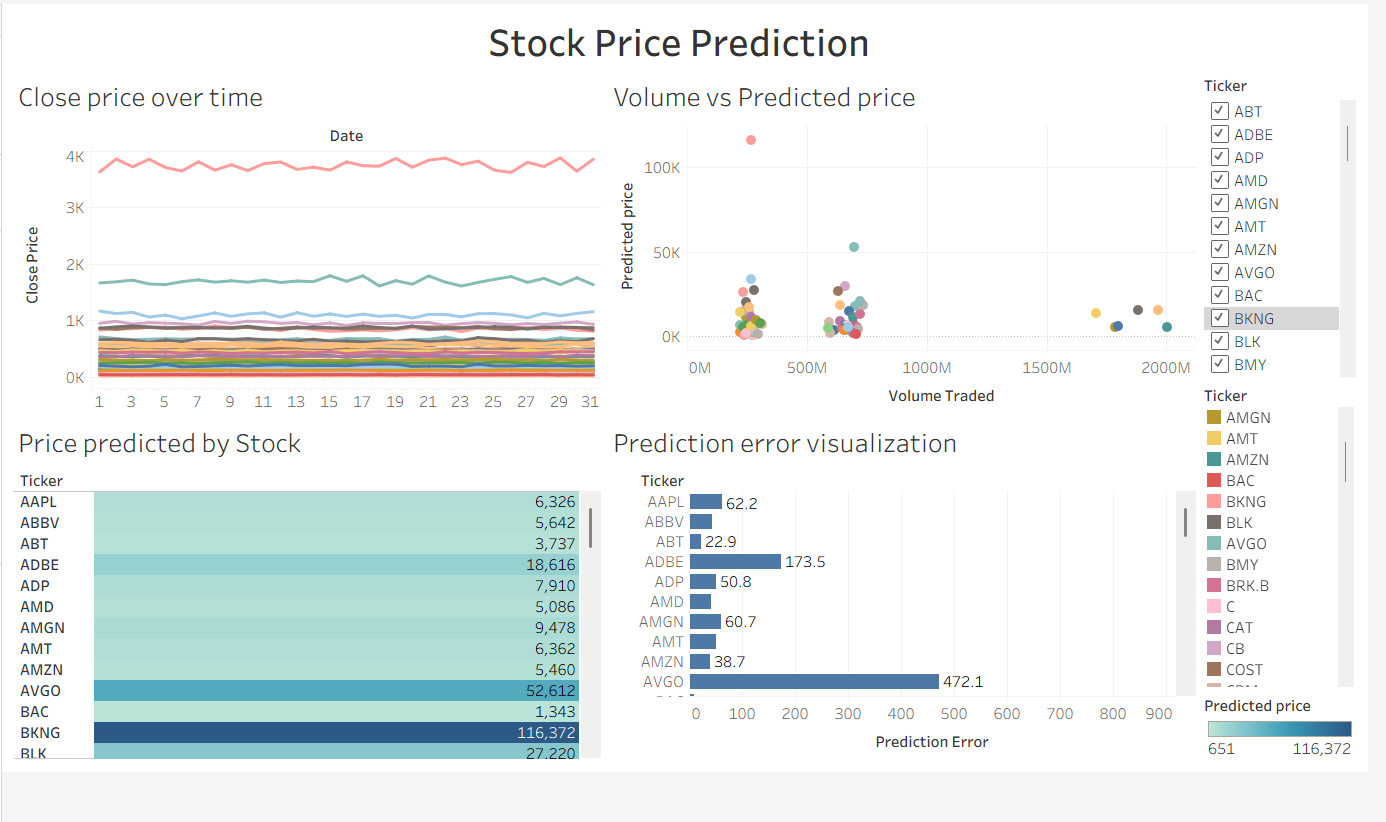 Stock Price Prediction
Close price over time
Date
Close Price
4K
3K
2K
1K
0K
1 3 5 7 9 11 13 15 17 19 21 23 25 27 29 31
Volume vs Predicted price
Predicted price
100K
50K
0K
0M 500M 1000M 1500M 2000M
Volume Traded
Ticker
ABT
ADBE
ADP
AMD
AMGN
AMT
AMZN
AVGO
BAC
BKNG
BLK
BMY
Price predicted by Stock
Ticker
AAPL 6,326
ABBV 5,642
ABT 3,737
ADBE 18,616
ADP 7,910
AMD 5,086
AMGN 9,478
AMT 6,362
AMZN 5,460
AVGO 52,612
BAC 1,343
BKNG 116,372
BLK 27,220
Prediction error visualization
Ticker
AAPL 62.2
ABBV
ABT 22.9
ADBE 173.5
ADP 50.8
AMD
AMGN 60.7
AMT
AMZN 38.7
AVGO 472.1
0 100 200 300 400 500 600 700 800 900
Prediction Error
Ticker
AMGN
AMT
AMZN
BAC
BKNG
BLK
AVGO
BMY
BRK.B
C
CAT
CB
COST
Predicted price
651 116,372